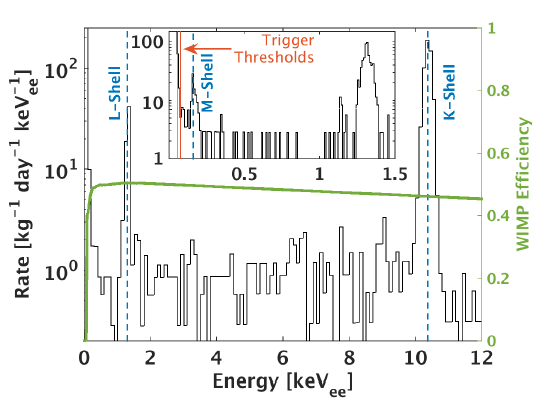 Rate [kg⁻¹ day⁻¹ keV⁻¹ee]
10²
10¹
10⁰
L-Shell
100
10
1
Trigger
Thresholds
M-Shell
0.5
1
1.5
K-Shell
1
0.8
0.6
0.4
0.2
0
WIMP Efficiency
0
2
4
6
8
10
12
Energy [keVee]